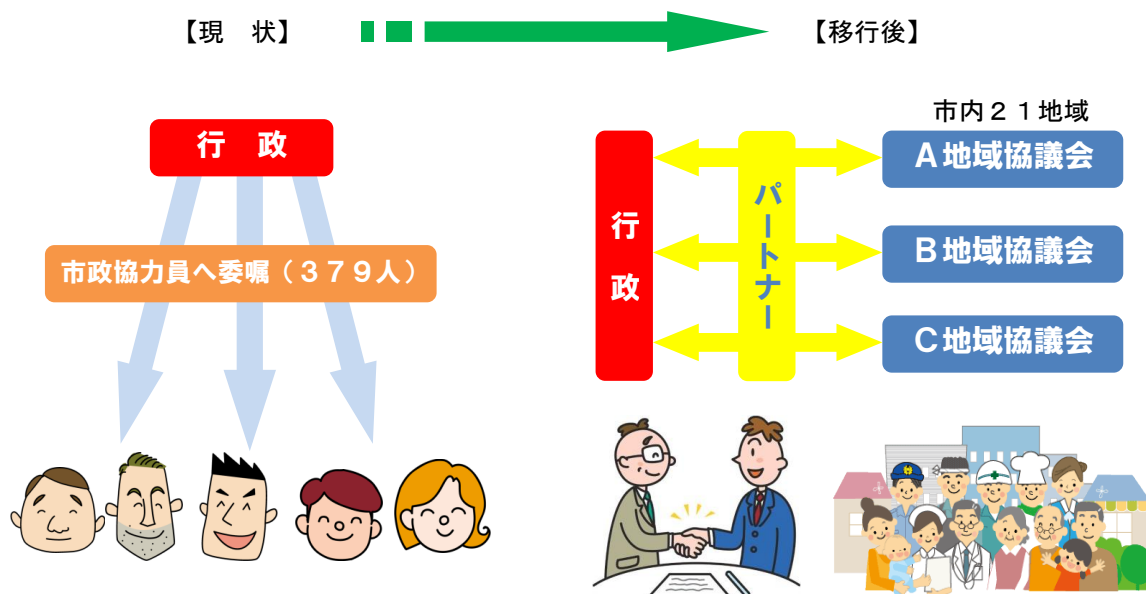 【現　状】
【移行後】
行　政
市政協力員へ委嘱（３７９人）
市内２１地域
行政
パートナー
A地域協議会
B地域協議会
C地域協議会